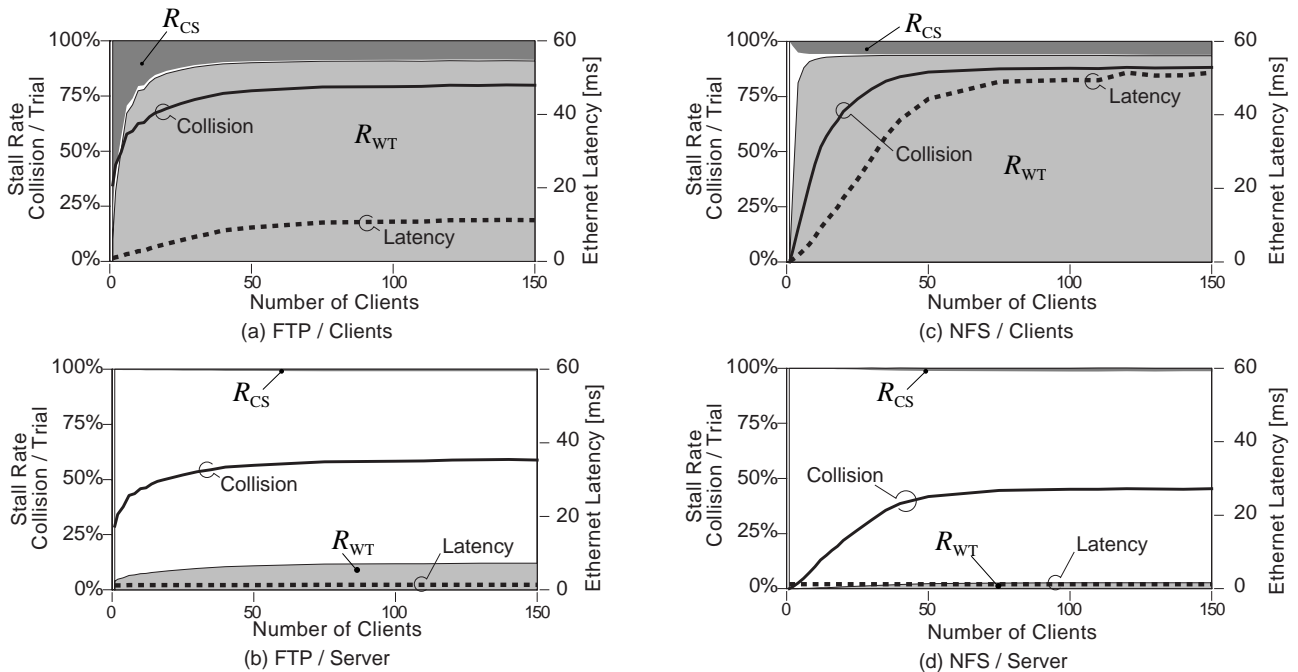 R_CS
100%
75%
50%
25%
0%
Stall Rate
Collision / Trial
60
40
20
0
Ethernet Latency [ms]
Collision
R_WT
Latency
0
50
100
150
Number of Clients
(a) FTP / Clients
R_CS
100%
75%
50%
25%
0%
Stall Rate
Collision / Trial
60
40
20
0
Ethernet Latency [ms]
Latency
Collision
R_WT
0
50
100
150
Number of Clients
(c) NFS / Clients
100%
75%
50%
25%
0%
Stall Rate
Collision / Trial
60
40
20
0
Ethernet Latency [ms]
R_CS
Collision
R_WT
Latency
0
50
100
150
Number of Clients
(b) FTP / Server
100%
75%
50%
25%
0%
Stall Rate
Collision / Trial
60
40
20
0
Ethernet Latency [ms]
R_CS
Collision
R_WT
Latency
0
50
100
150
Number of Clients
(d) NFS / Server